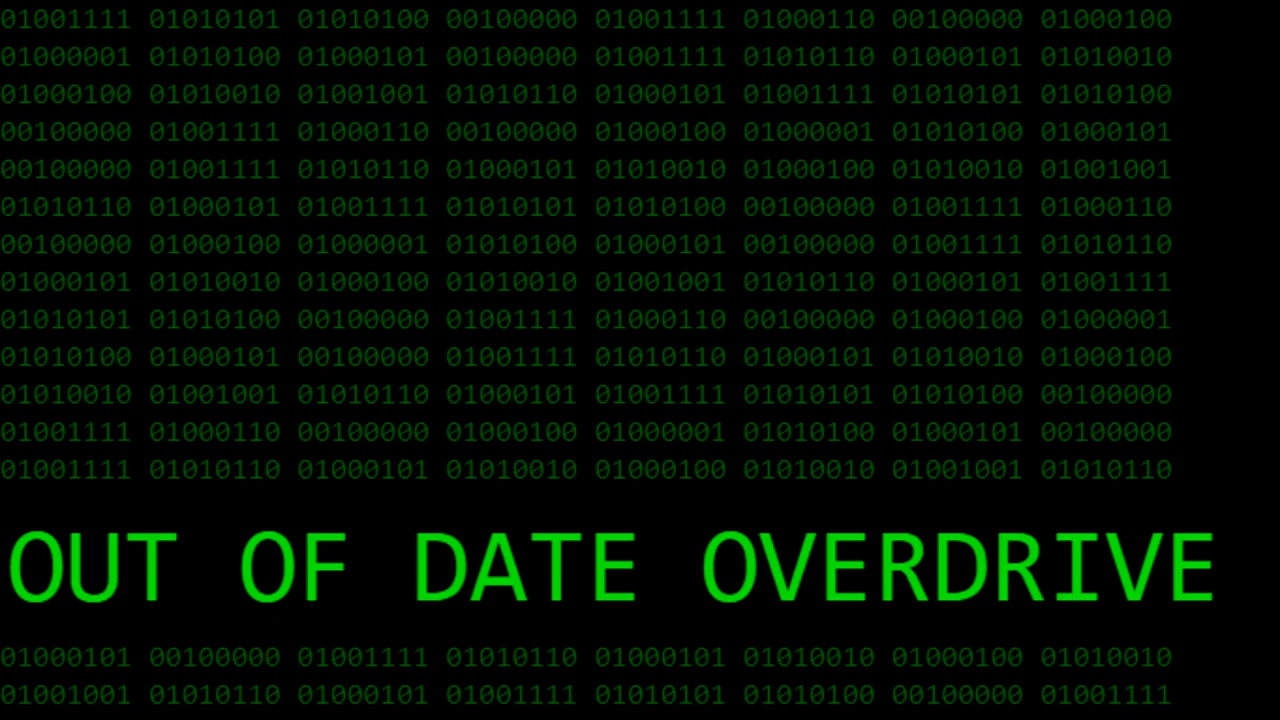 01001111 01010101 01010100 00100000 01001111 01000110 00100000 01000100
01000001 01010100 01000101 00100000 01001111 01010110 01000101 01010010
01000100 01010010 01001001 01010110 01000101 01001111 01010101 01010100
00100000 01001111 01000110 00100000 01000100 01000001 01010100 01000101
00100000 01001111 01010110 01000101 01010010 01000100 01010010 01001001
01010110 01000101 01001111 01010101 01010100 00100000 01001111 01000110
00100000 01000100 01000001 01010100 01000101 00100000 01001111 01010110
01000101 01010010 01000100 01010010 01001001 01010110 01000101 01001111
01010101 01010100 00100000 01001111 01000110 00100000 01000100 01000001
01010100 01000101 00100000 01001111 01010110 01000101 01010010 01000100
01010010 01001001 01010110 01000101 01001111 01010101 01010100 00100000
01001111 01000110 00100000 01000100 01000001 01010100 01000101 00100000
01001111 01010110 01000101 01010010 01000100 01010010 01001001 01010110
OUT OF DATE OVERDRIVE
01000101 00100000 01001111 01010110 01000101 01010010 01000100 01010010
01001001 01010110 01000101 01001111 01010101 01010100 00100000 01001111